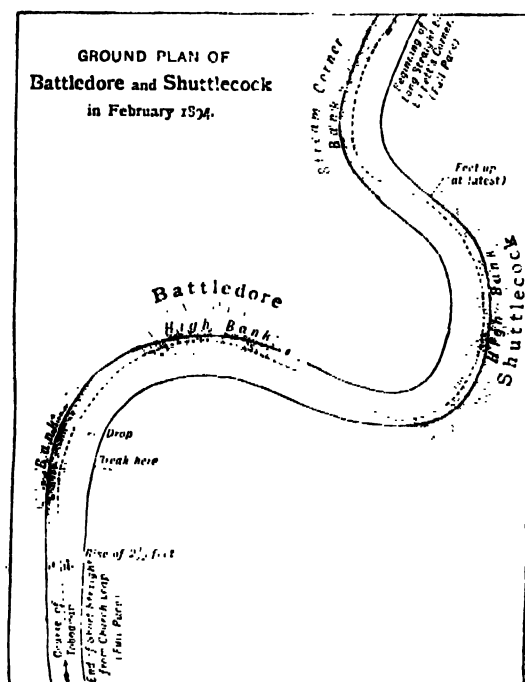 GROUND PLAN OF
Battledore and Shuttlecock
in February 1894.
Stream Corner
Bank
Beginning of
Long Straight to
Corner.
(Full Pace)
Feet up
at latest)
Battledore
High Bank
High Bank
Shuttlecock
Bank
Drop
Break here
Rise of 2½ feet
Course of
Toboggan
End of Short Straight
from Church Leap
(Full Pace)